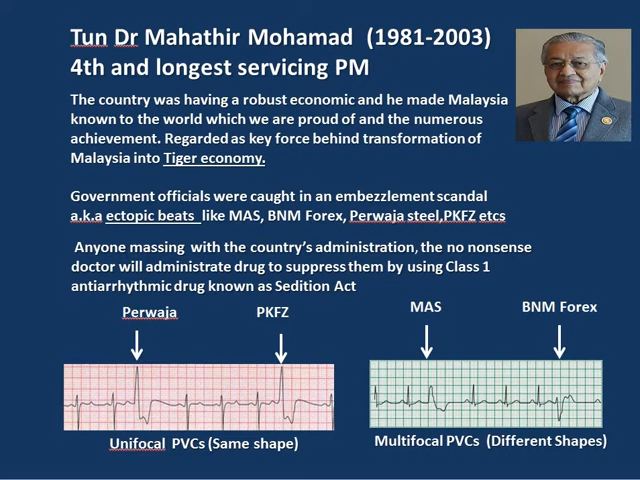 Tun Dr Mahathir Mohamad (1981-2003)
4th and longest servicing PM
The country was having a robust economic and he made Malaysia
known to the world which we are proud of and the numerous
achievement. Regarded as key force behind transformation of
Malaysia into Tiger economy.
Government officials were caught in an embezzlement scandal
a.k.a ectopic beats like MAS, BNM Forex, Perwaja steel,PKFZ etcs
Anyone massing with the country's administration, the no nonsense
doctor will administrate drug to suppress them by using Class 1
antiarrhythmic drug known as Sedition Act
Perwaja PKFZ
MAS BNM Forex
Unifocal PVCs (Same shape)
Multifocal PVCs (Different Shapes)